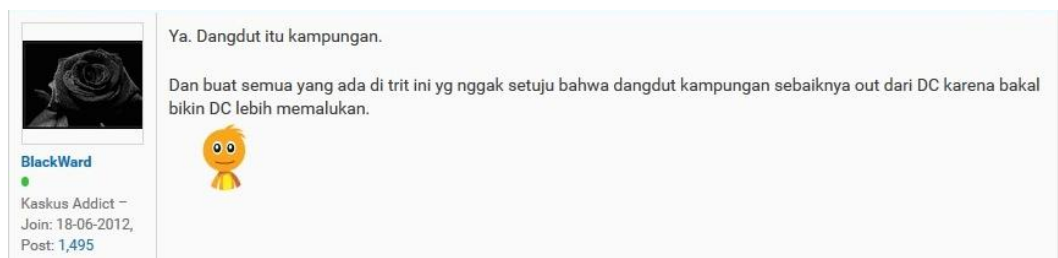 Ya. Dangdut itu kampungan.
Dan buat semua yang ada di trit ini yg nggak setuju bahwa dangdut kampungan sebaiknya out dari DC karena bakal
bikin DC lebih memalukan.
BlackWard
Kaskus Addict –
Join: 18-06-2012,
Post: 1,495